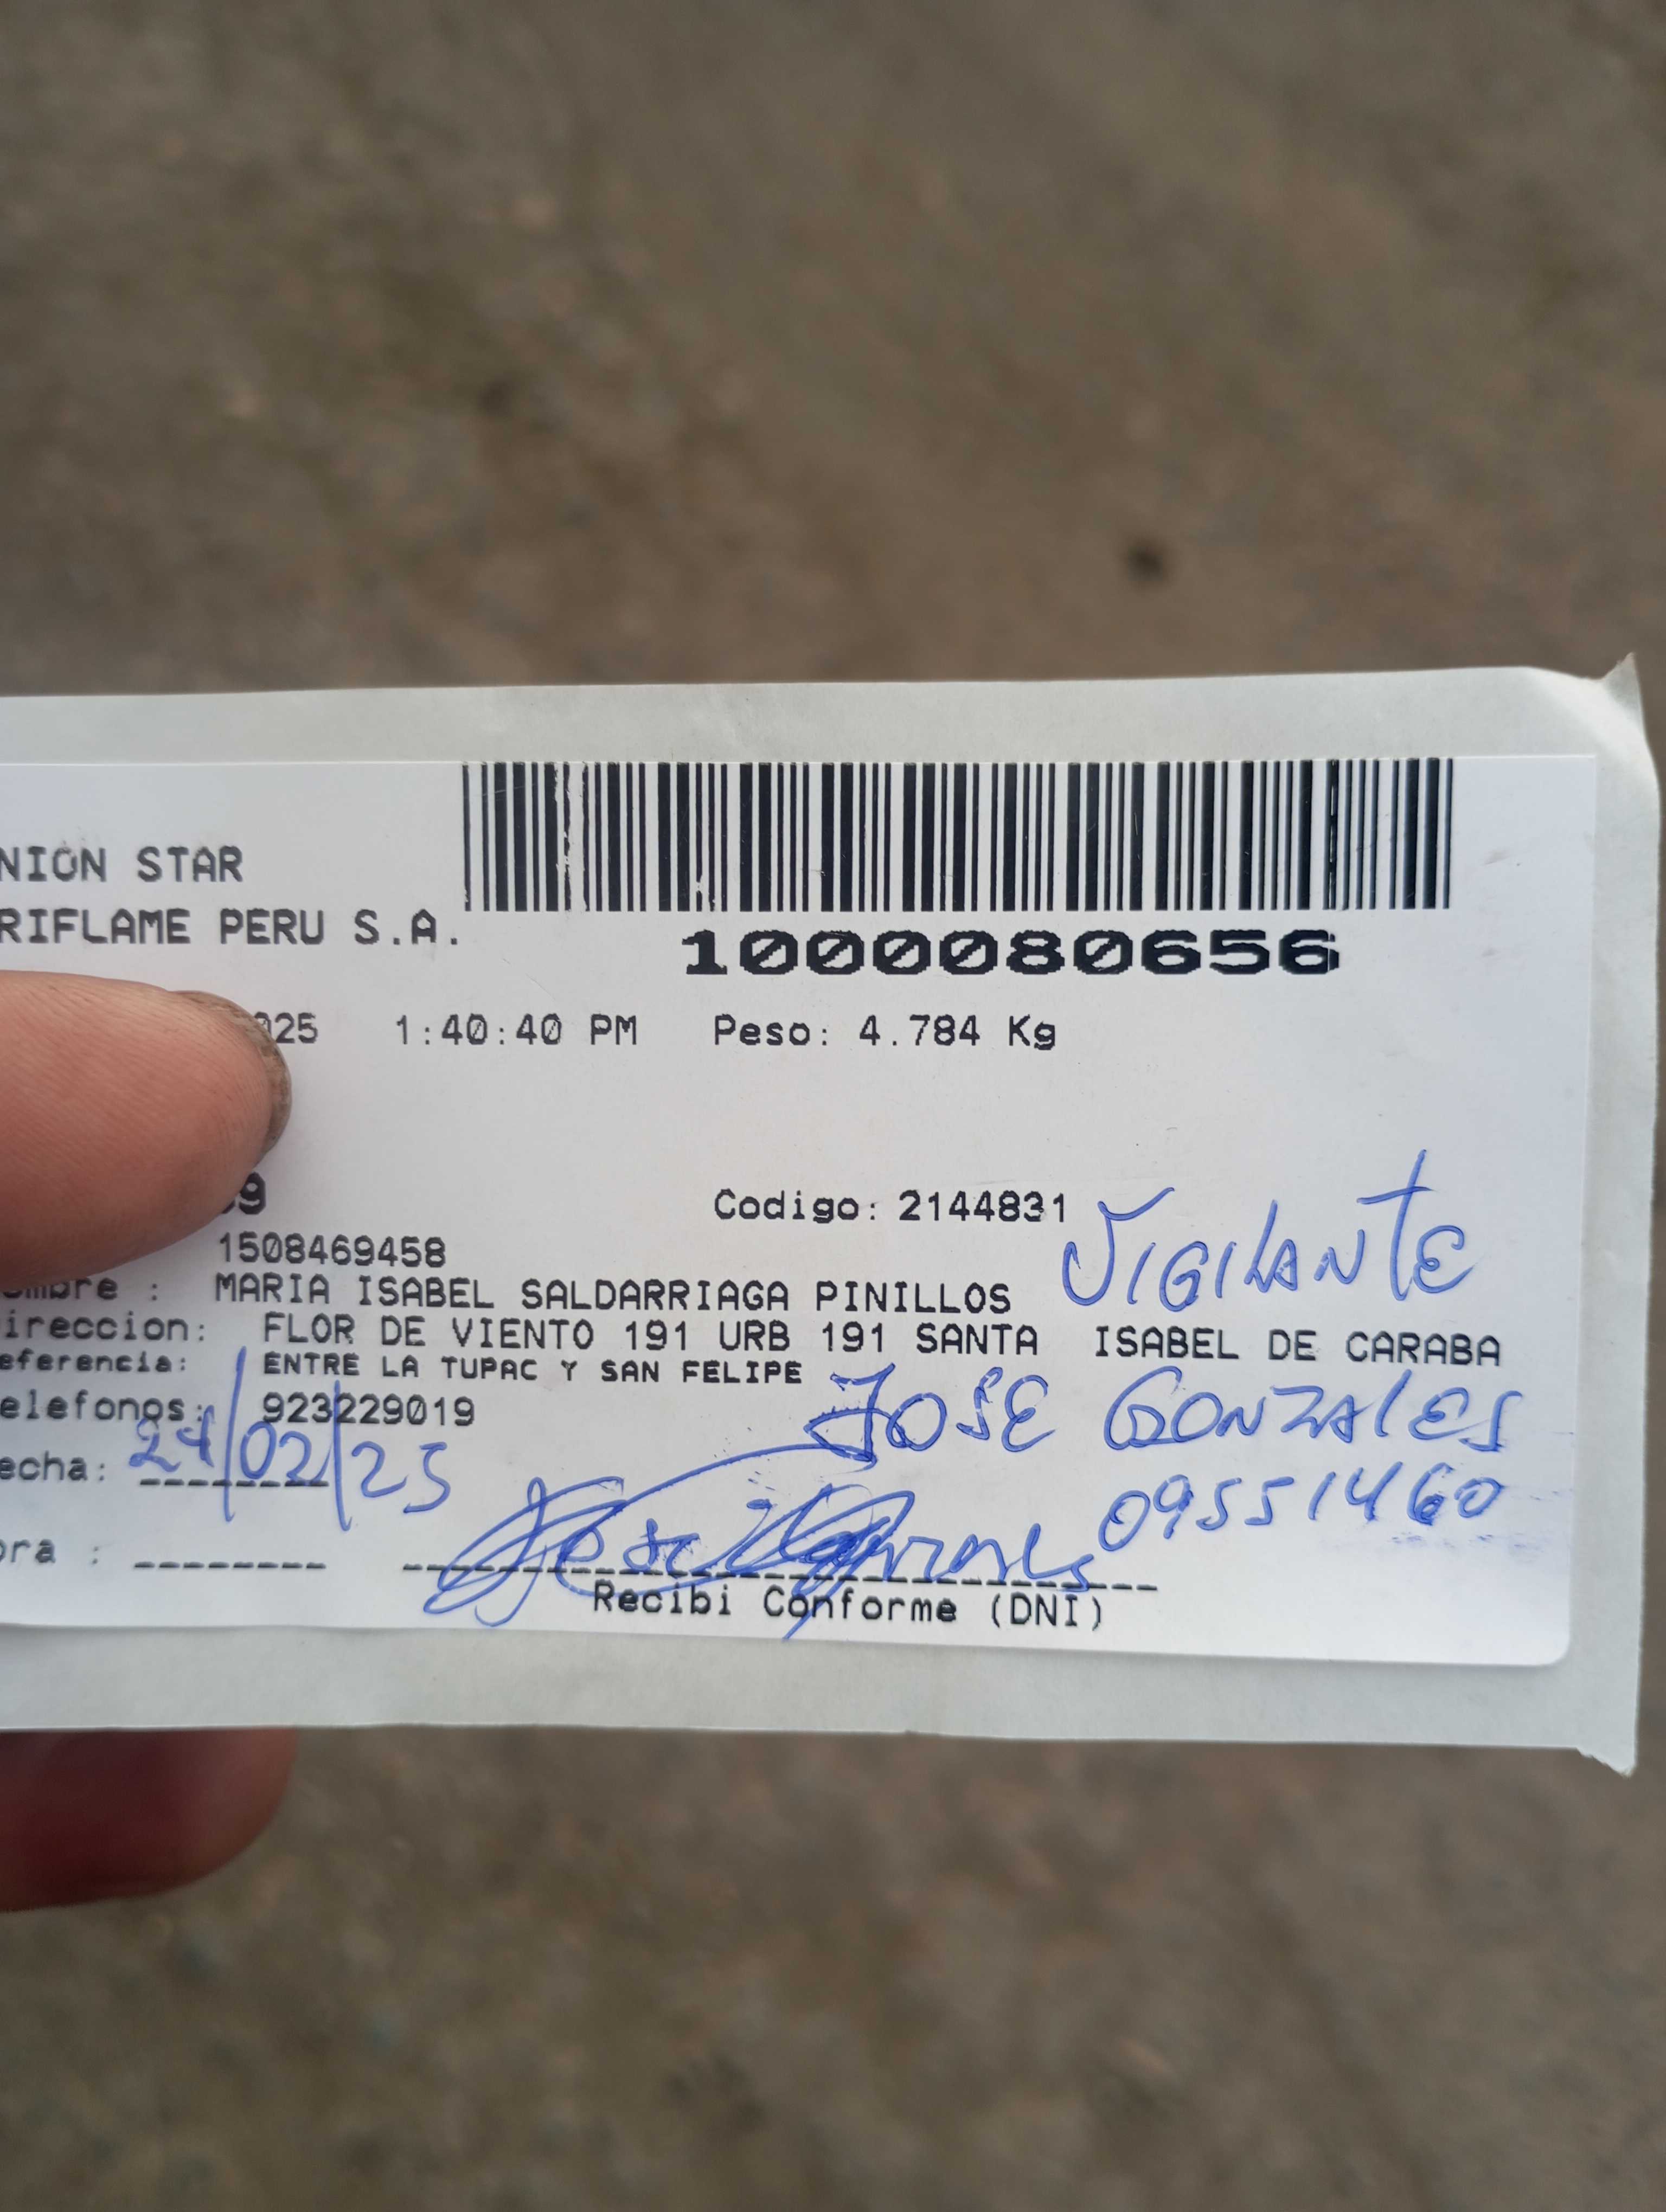 NION STAR
RIFLAME PERU S.A.
1000080656
025 1:40:40 PM Peso: 4.784 Kg
9 Codigo: 2144831
VIGILANTE
1508469458
ombre : MARIA ISABEL SALDARRIAGA PINILLOS
ireccion: FLOR DE VIENTO 191 URB 191 SANTA ISABEL DE CARABA
eferencia: ENTRE LA TUPAC Y SAN FELIPE
elefonos: 923229019
JOSE GONZALES
echa: 24/02/25
09551460
ora :
Recibi Conforme (DNI)